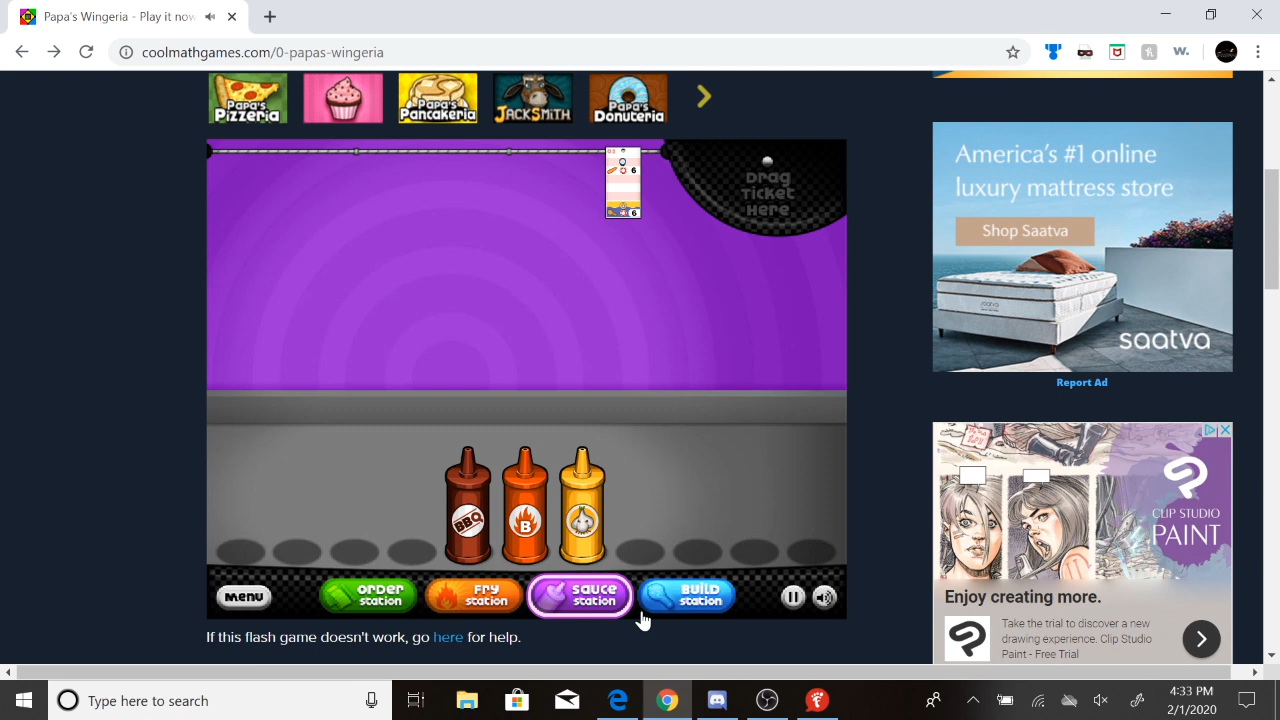 Papa's Wingeria - Play it now
coolmathgames.com/0-papas-wingeria
W.
Papa's Pizzeria
Papa's Pancakeria
JackSmith
Papa's Donuteria
6
6
Drag
Ticket
Here
BBQ
B
Menu
Order Station
Fry Station
Sauce Station
Build Station
If this flash game doesn't work, go here for help.
America's #1 online
luxury mattress store
Shop Saatva
saatva
Report Ad
CLIP STUDIO
PAINT
Enjoy creating more.
Take the trial to discover a new
drawing experience. Clip Studio
Paint - Free Trial
Type here to search
4:33 PM
2/1/2020